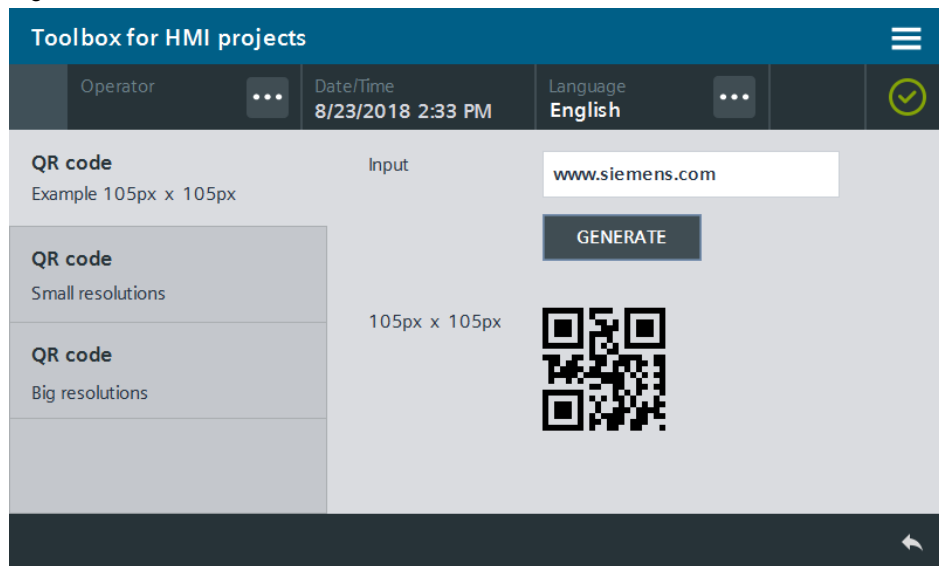 Toolbox for HMI projects
Operator
Date/Time
8/23/2018 2:33 PM
Language
English
QR code
Example 105px x 105px
QR code
Small resolutions
QR code
Big resolutions
Input
www.siemens.com
GENERATE
105px x 105px